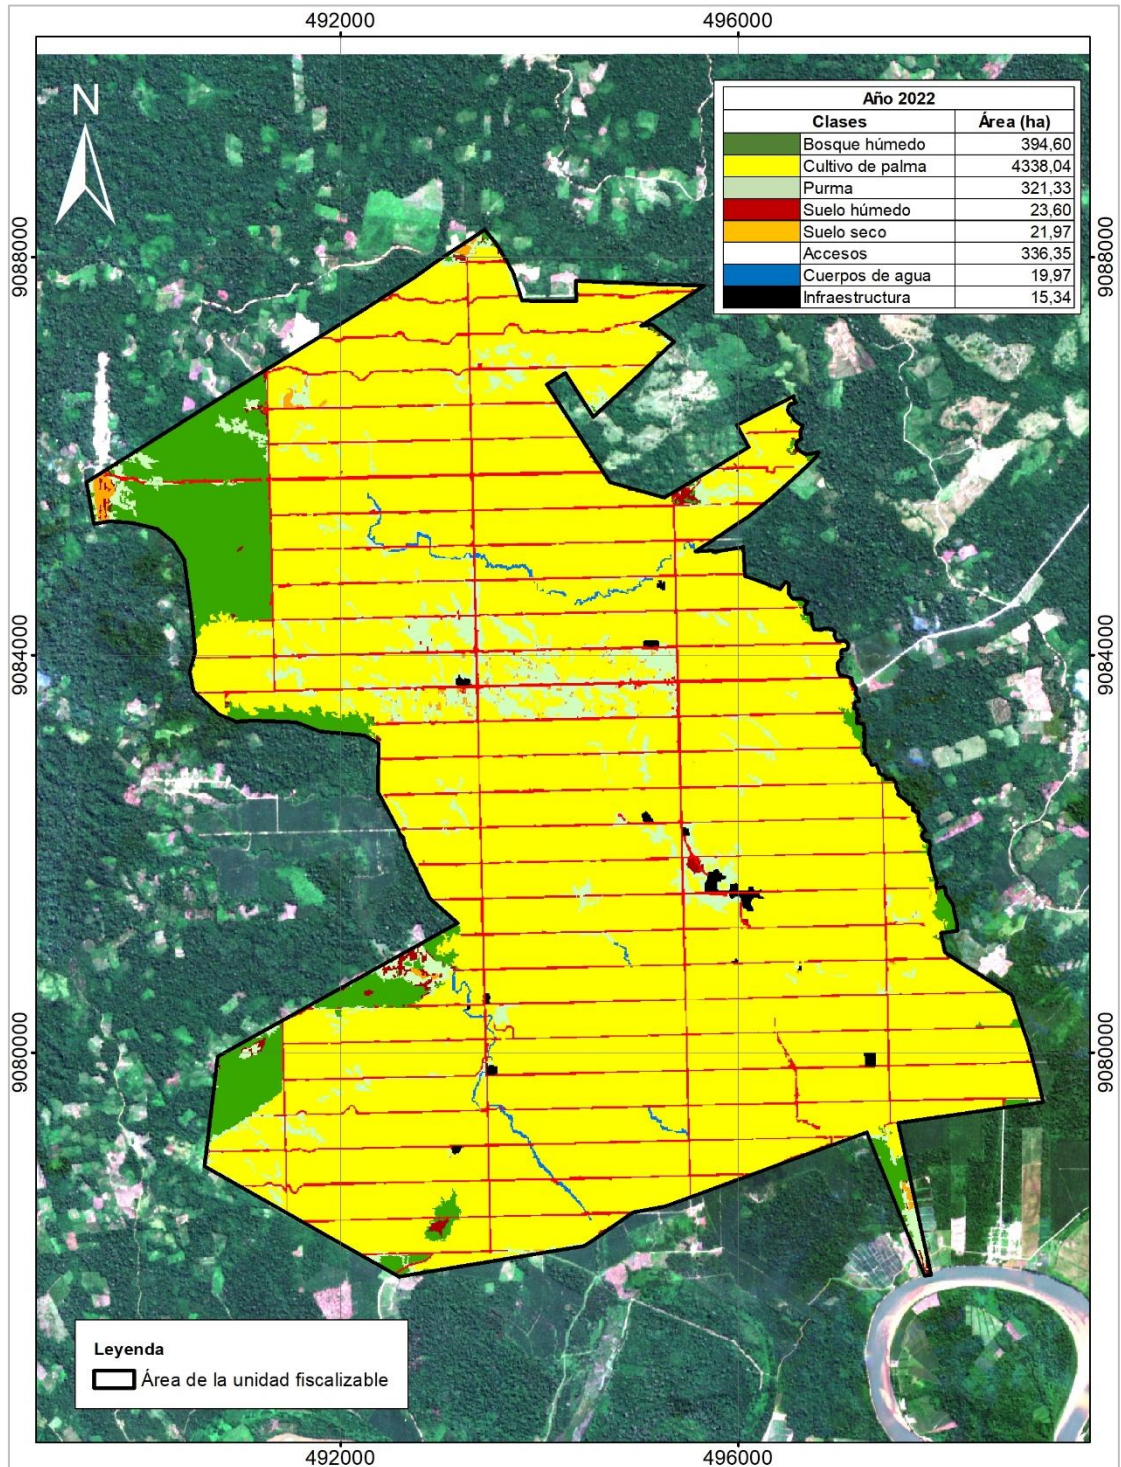 492000 496000
N
Año 2022
Clases Área (ha)
Bosque húmedo 394,60
Cultivo de palma 4338,04
Purma 321,33
Suelo húmedo 23,60
Suelo seco 21,97
Accesos 336,35
Cuerpos de agua 19,97
Infraestructura 15,34
9088000 9088000
9084000 9084000
9080000 9080000
Leyenda
Área de la unidad fiscalizable
492000 496000